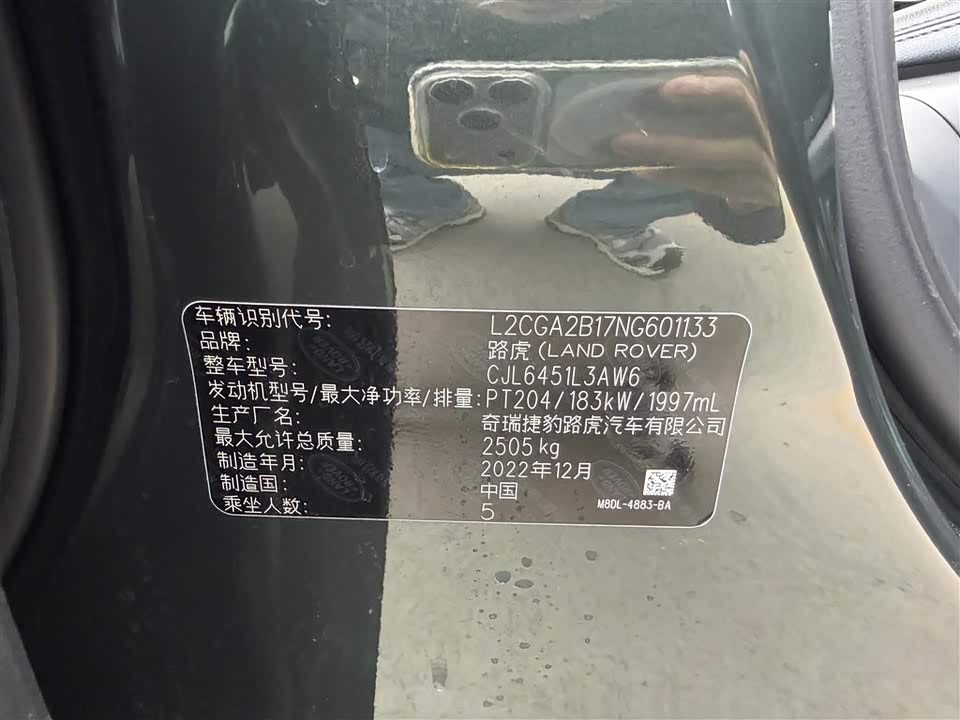 车辆识别代号: L2CGA2B17NG601133
品牌: 路虎 (LAND ROVER)
整车型号: CJL6451L3AW6
发动机型号/最大净功率/排量: PT204/183kW/1997mL
生产厂名: 奇瑞捷豹路虎汽车有限公司
最大允许总质量: 2505 kg
制造年月: 2022年12月
制造国: 中国
乘坐人数: 5
M8DL-4883-BA